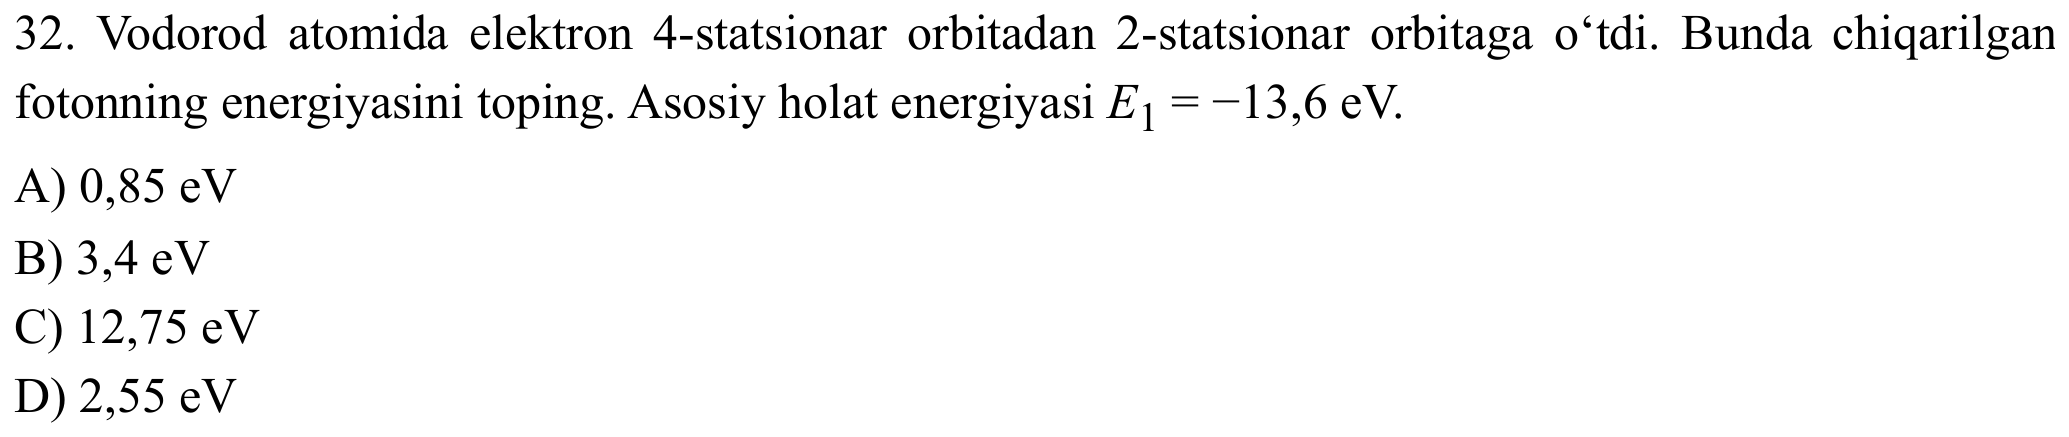 32. Vodorod atomida elektron 4-statsionar orbitadan 2-statsionar orbitaga o‘tdi. Bunda chiqarilgan
fotonning energiyasini toping. Asosiy holat energiyasi E₁ = −13,6 eV.
A) 0,85 eV
B) 3,4 eV
C) 12,75 eV
D) 2,55 eV